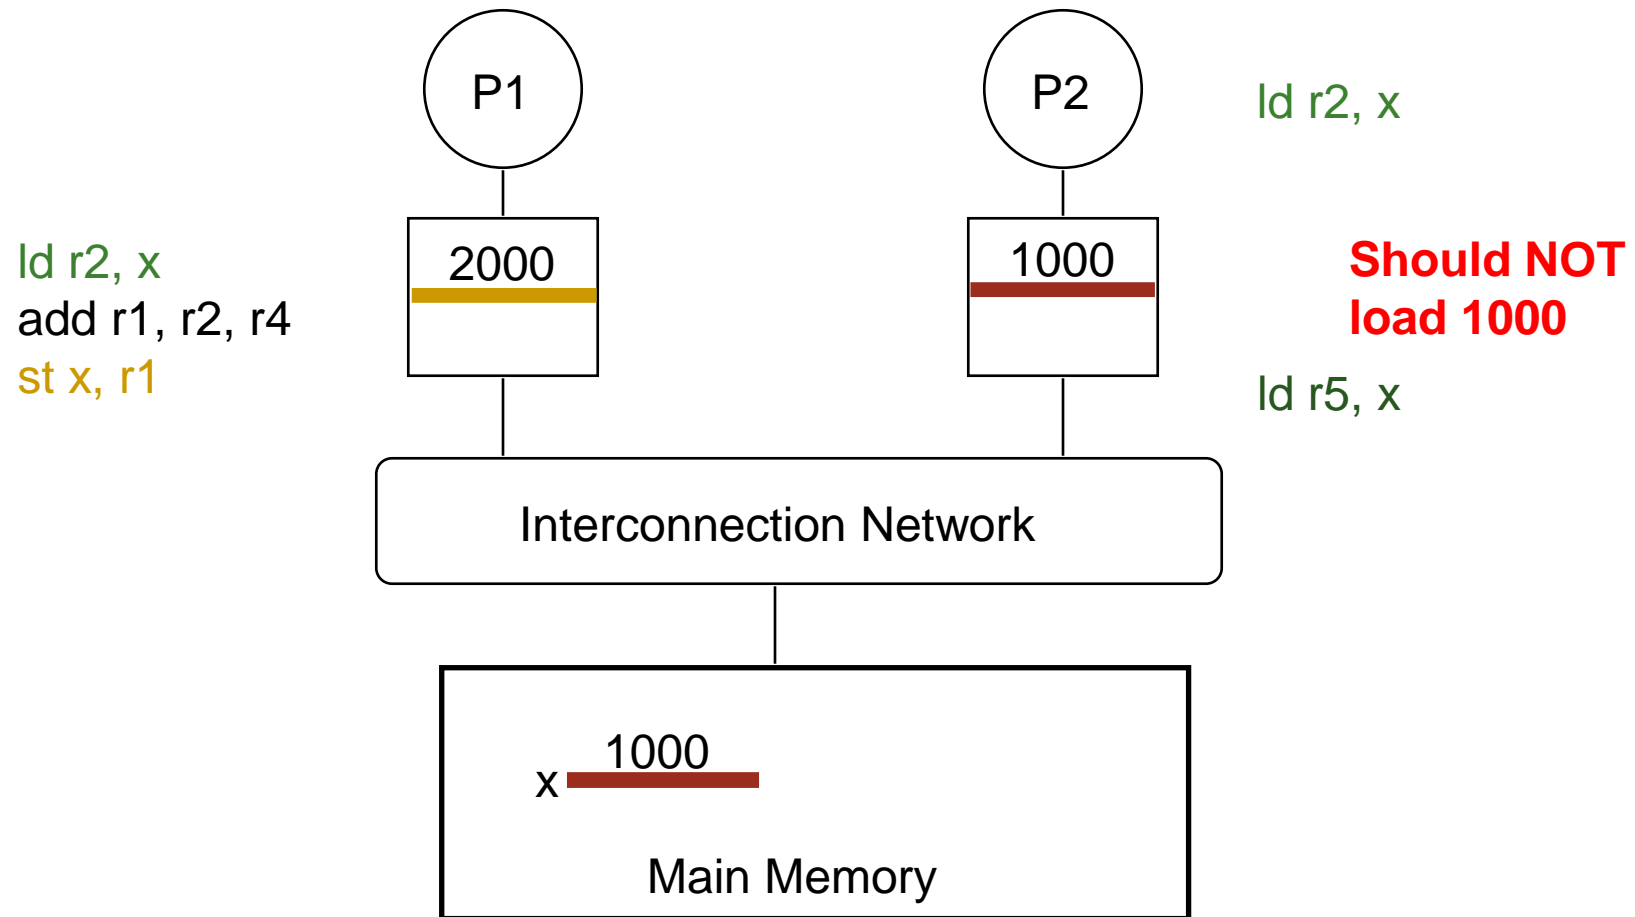 P1
P2
ld r2, x
2000
1000
ld r2, x
add r1, r2, r4
st x, r1
Should NOT
load 1000
ld r5, x
Interconnection Network
1000
x
Main Memory